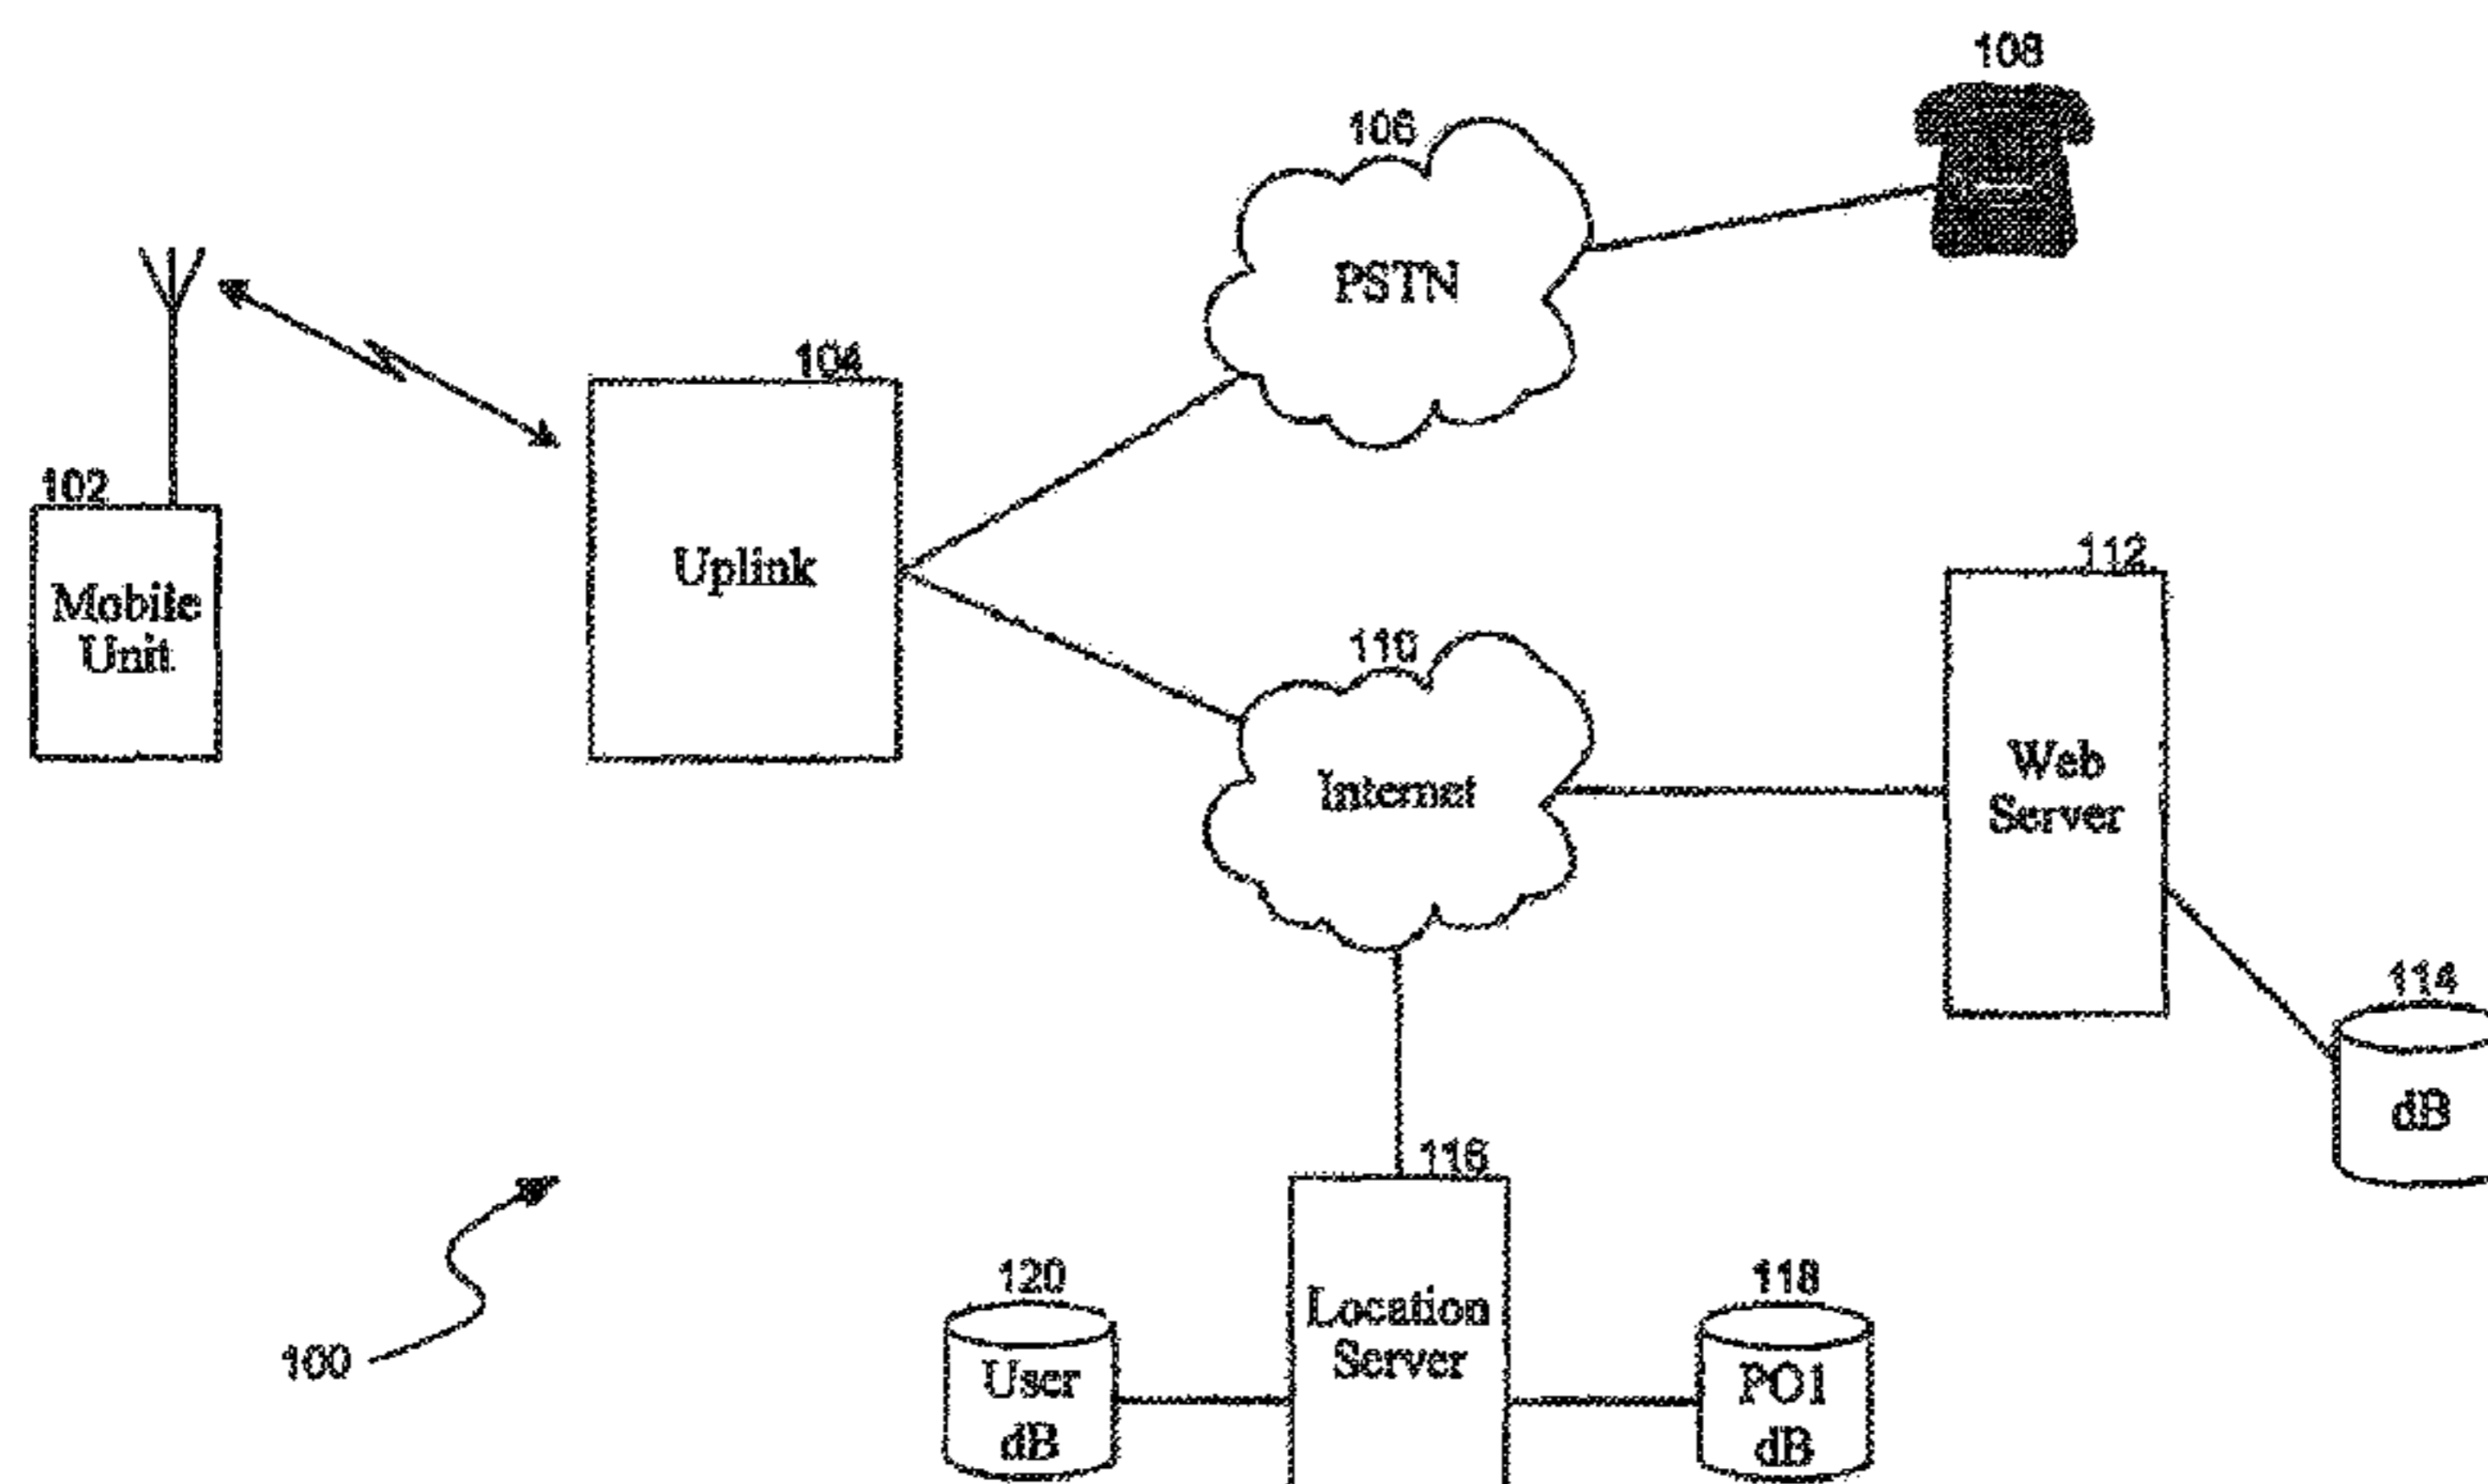 108
106
PSTN
104
102
Uplink
Mobile
Unit
112
110
Web
Server
Internet
114
dB
116
120
118
Location
Server
100
User
dB
PO1
dB